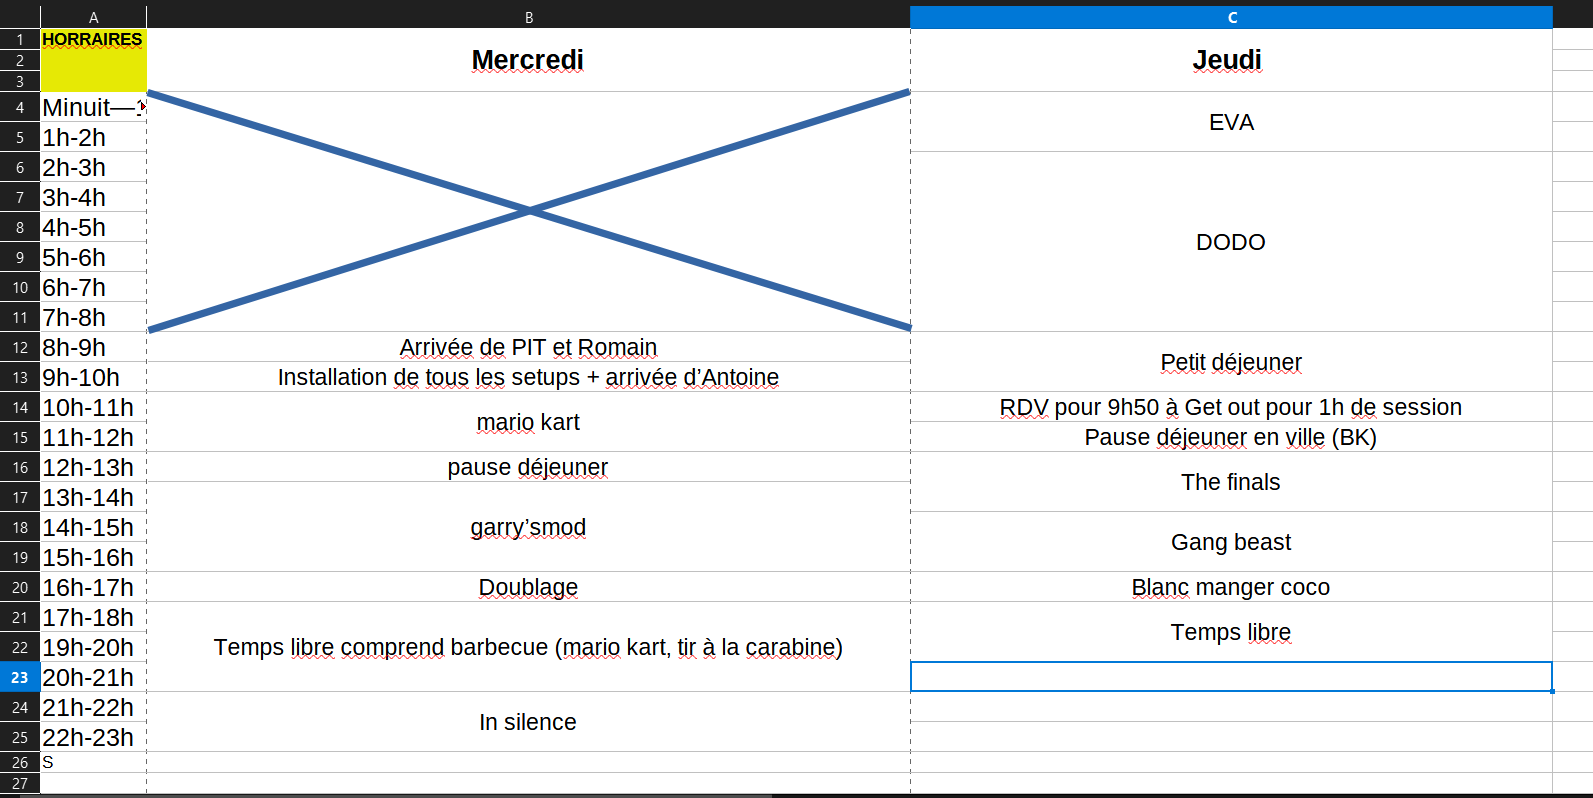 A B C
1 HORRAIRES
2 Mercredi Jeudi
3
4 Minuit—
EVA
5 1h-2h
6 2h-3h
7 3h-4h
8 4h-5h
DODO
9 5h-6h
10 6h-7h
11 7h-8h
12 8h-9h Arrivée de PIT et Romain
Petit déjeuner
13 9h-10h Installation de tous les setups + arrivée d’Antoine
14 10h-11h RDV pour 9h50 à Get out pour 1h de session
mario kart
15 11h-12h Pause déjeuner en ville (BK)
16 12h-13h pause déjeuner
The finals
17 13h-14h
18 14h-15h garry’smod
Gang beast
19 15h-16h
20 16h-17h Doublage Blanc manger coco
21 17h-18h
Temps libre
22 19h-20h Temps libre comprend barbecue (mario kart, tir à la carabine)
23 20h-21h
24 21h-22h
In silence
25 22h-23h
26 S
27